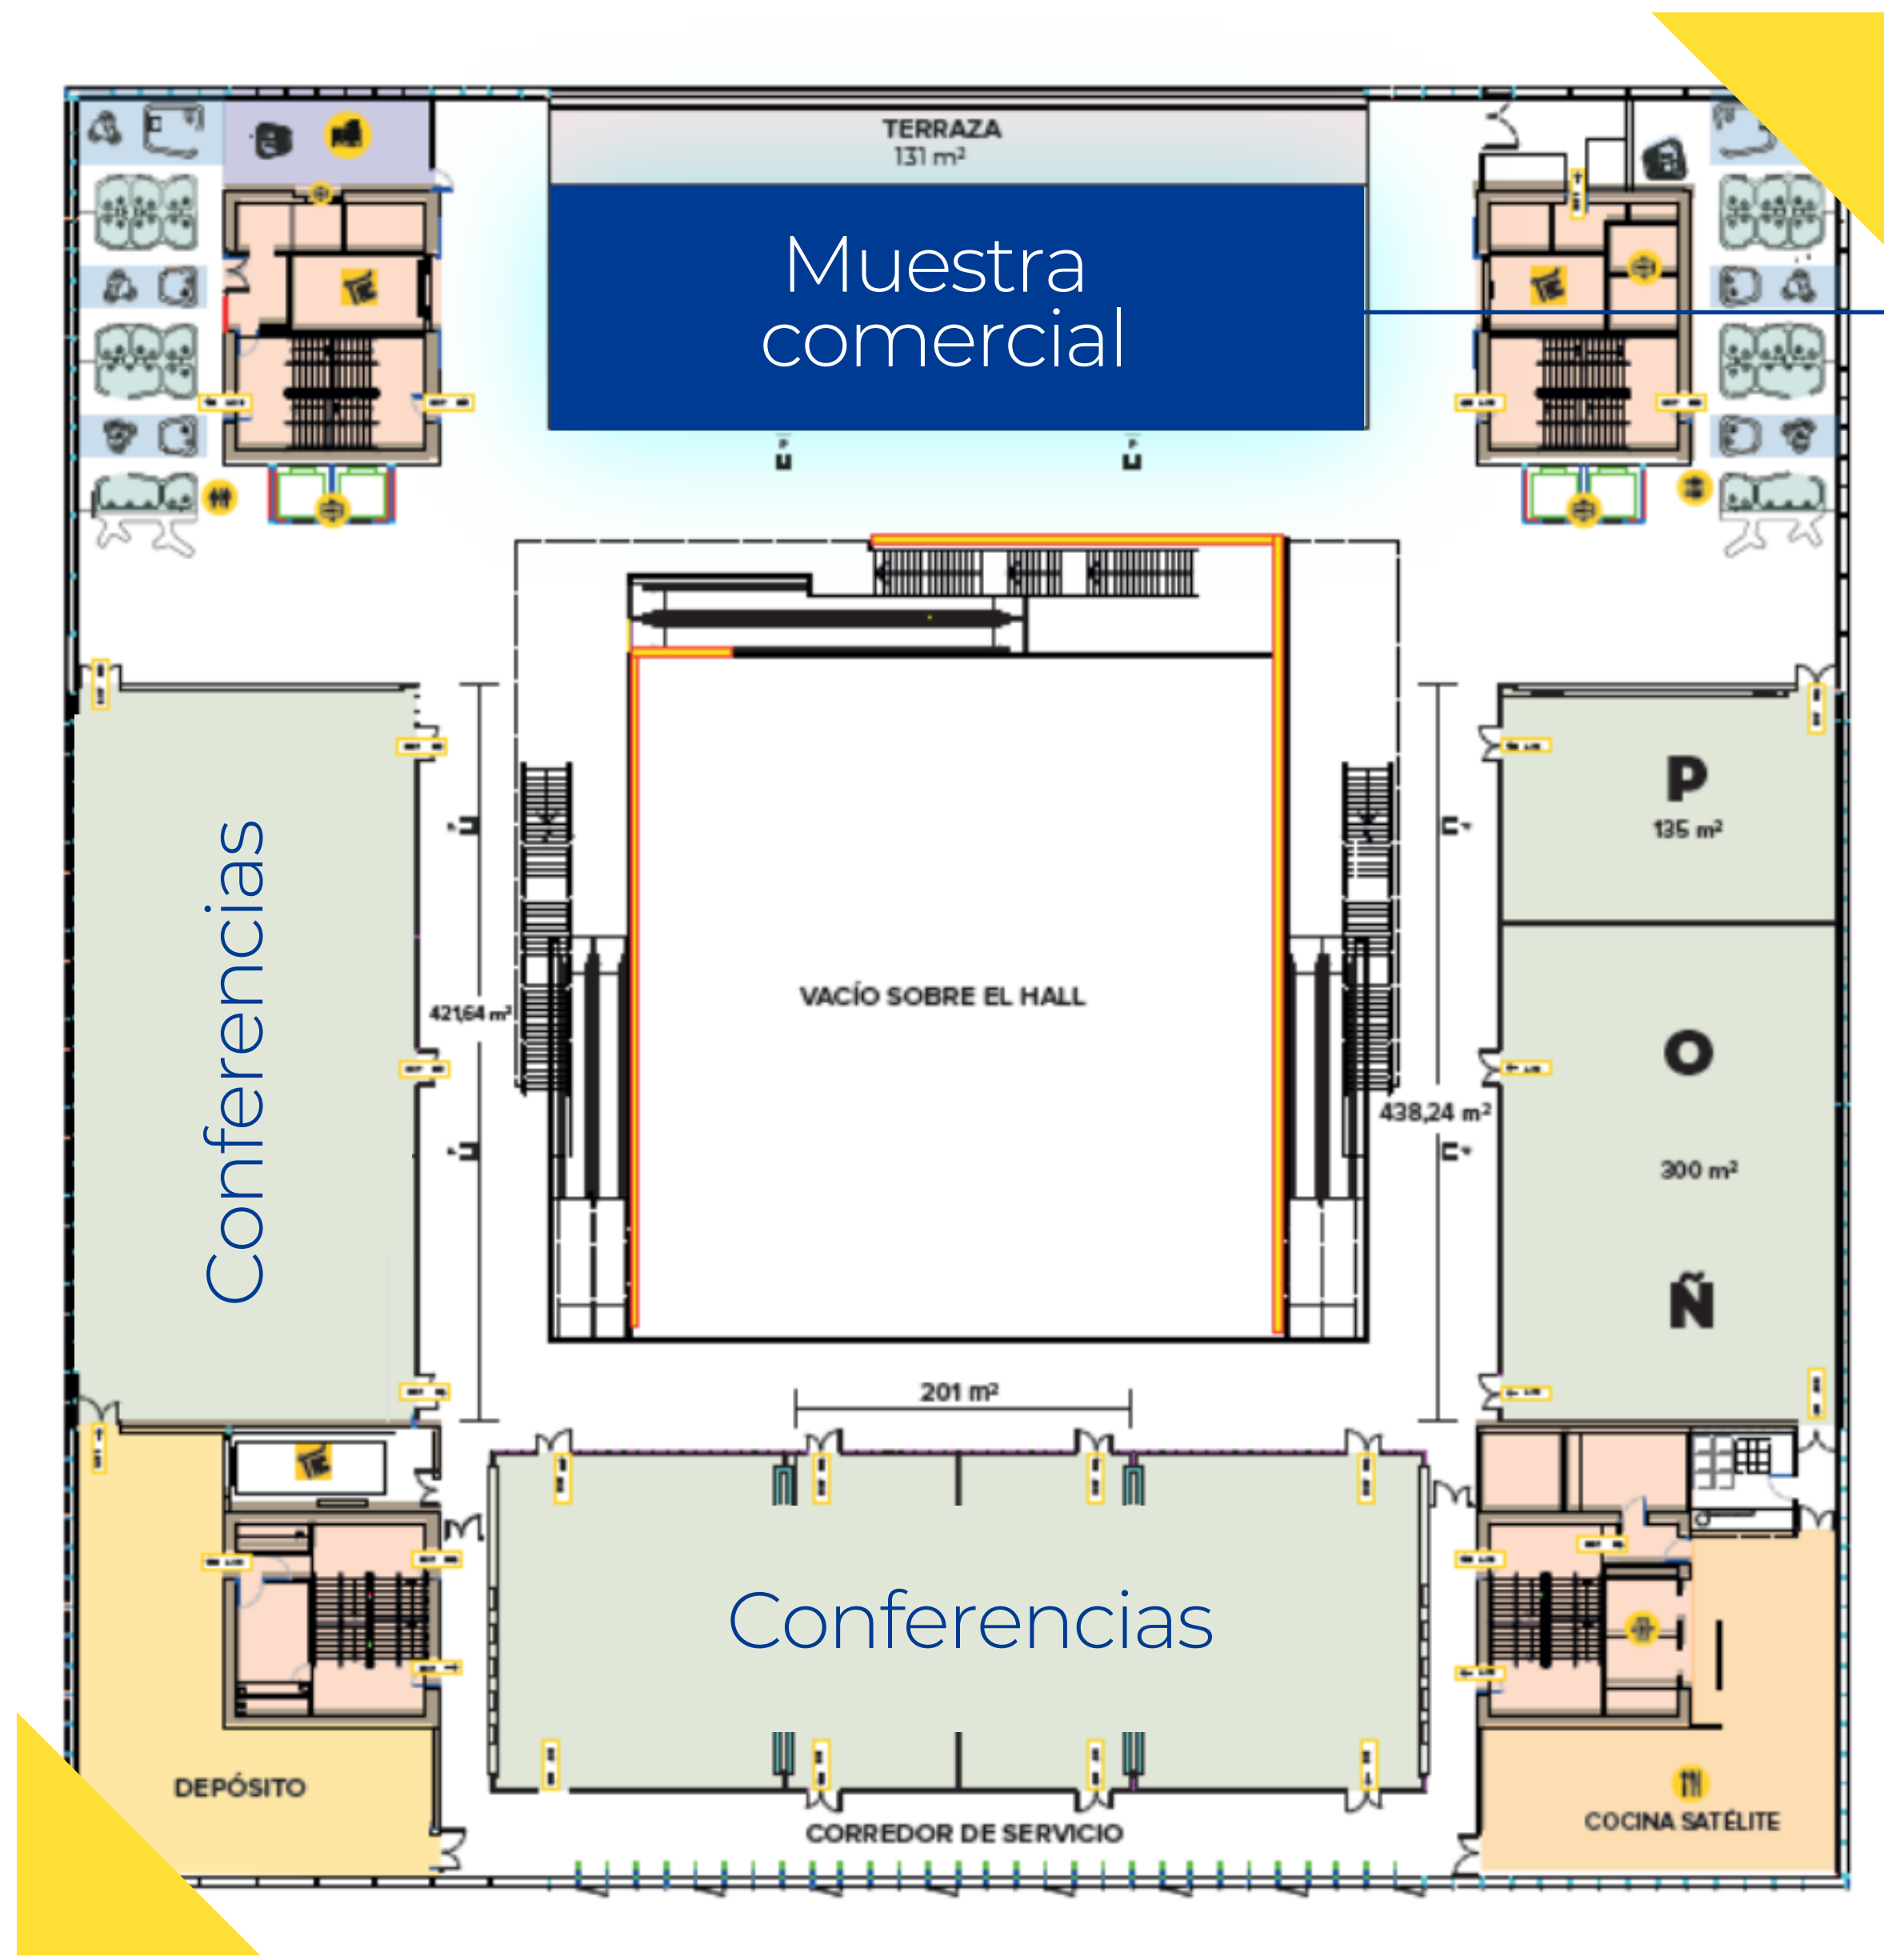 TERRAZA
131 m²
Muestra
comercial
P
135 m²
Conferencias
VACÍO SOBRE EL HALL
421,64 m²
O
438,24 m²
300 m²
Ñ
201 m²
Conferencias
DEPÓSITO
COCINA SATÉLITE
CORREDOR DE SERVICIO